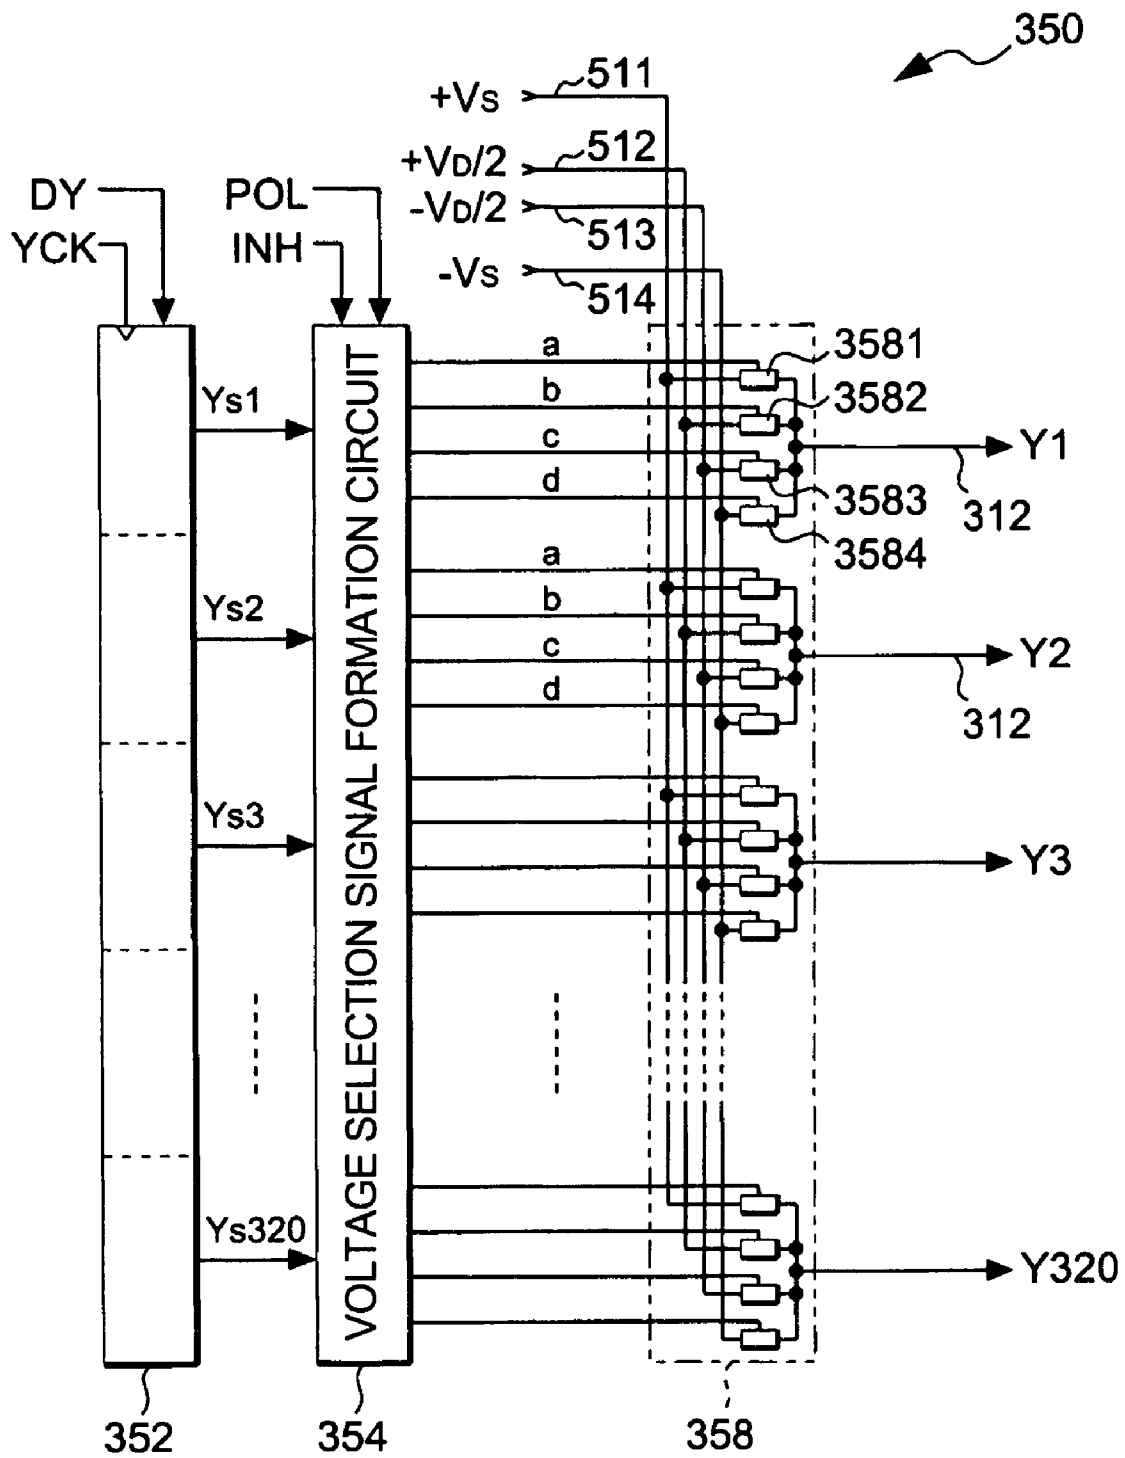 350
+VS
511
+VD/2
512
-VD/2
513
-VS
514
DY
YCK
POL
INH
VOLTAGE SELECTION SIGNAL FORMATION CIRCUIT
Ys1
a
b
c
d
3581
3582
3583
3584
Y1
312
Ys2
a
b
c
d
Y2
312
Ys3
Y3
Ys320
Y320
352
354
358